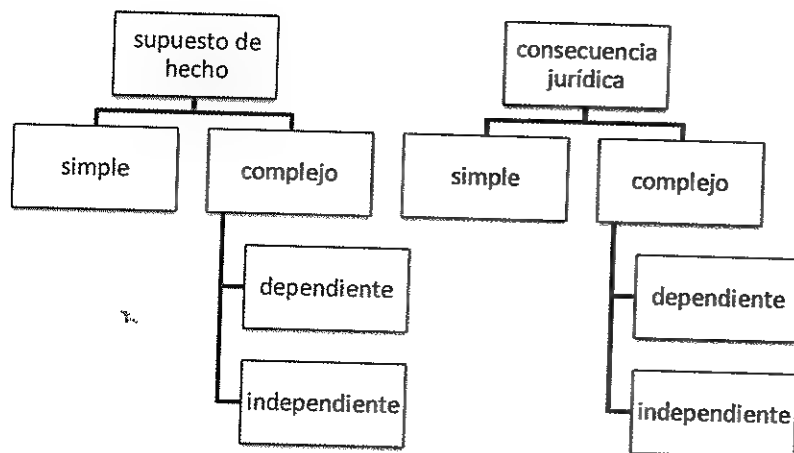 supuesto de
hecho
simple
complejo
dependiente
independiente
consecuencia
jurídica
simple
complejo
dependiente
independiente